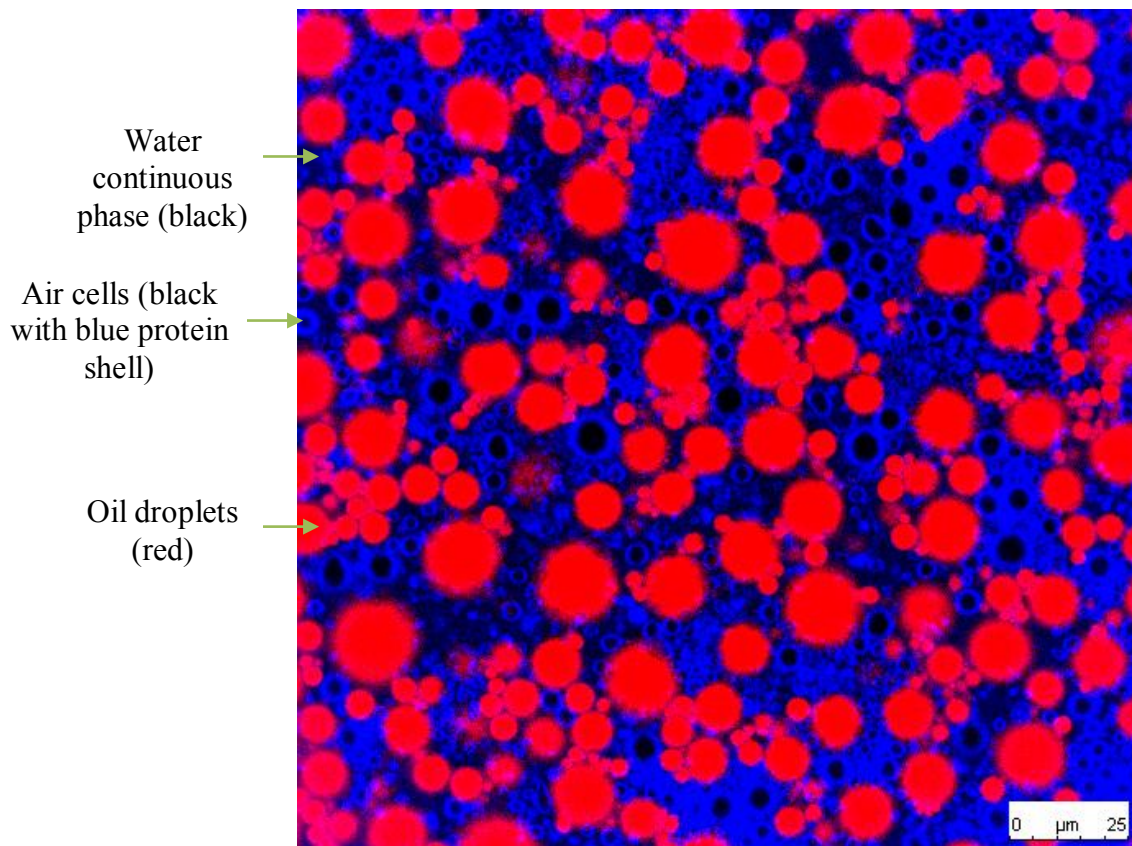 Water
continuous
phase (black)
Air cells (black
with blue protein
shell)
Oil droplets
(red)
0 µm 25